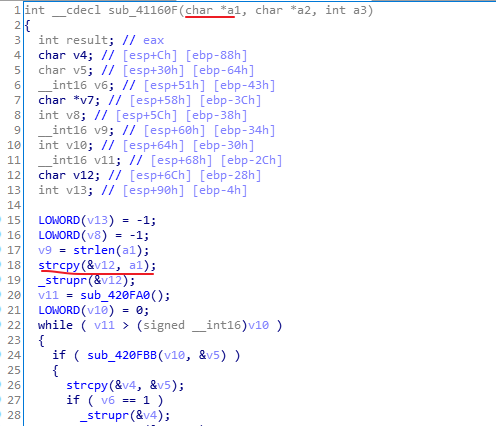 1 int __cdecl sub_41160F(char *a1, char *a2, int a3)
2 {
3 int result; // eax
4 char v4; // [esp+Ch] [ebp-88h]
5 char v5; // [esp+30h] [ebp-64h]
6 __int16 v6; // [esp+51h] [ebp-43h]
7 char *v7; // [esp+58h] [ebp-3Ch]
8 int v8; // [esp+5Ch] [ebp-38h]
9 __int16 v9; // [esp+60h] [ebp-34h]
10 int v10; // [esp+64h] [ebp-30h]
11 __int16 v11; // [esp+68h] [ebp-2Ch]
12 char v12; // [esp+6Ch] [ebp-28h]
13 int v13; // [esp+90h] [ebp-4h]
14
15 LOWORD(v13) = -1;
16 LOWORD(v8) = -1;
17 v9 = strlen(a1);
18 strcpy(&v12, a1);
19 _strupr(&v12);
20 v11 = sub_420FA0();
21 LOWORD(v10) = 0;
22 while ( v11 > (signed __int16)v10 )
23 {
24 if ( sub_420FBB(v10, &v5) )
25 {
26 strcpy(&v4, &v5);
27 if ( v6 == 1 )
28 _strupr(&v4);